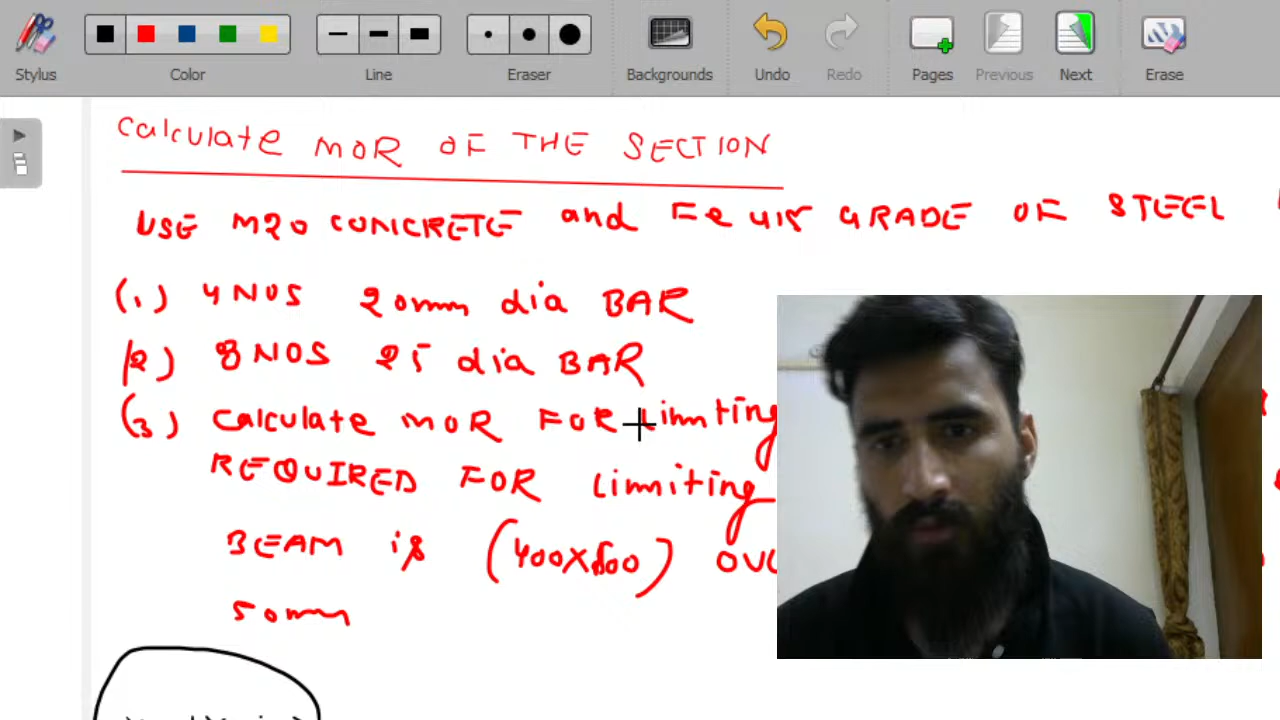 Stylus
Color
Line
Eraser
Backgrounds
Undo
Redo
Pages
Previous
Next
Erase
Calculate MOR OF THE SECTION
USE M20 CONCRETE and Fe 415 GRADE OF STEEL
(1.) 4 NOS 20mm dia BAR
(2) 8 NOS 25 dia BAR
(3) Calculate MOR FOR Limiting
REQUIRED FOR Limiting
BEAM is
50mm